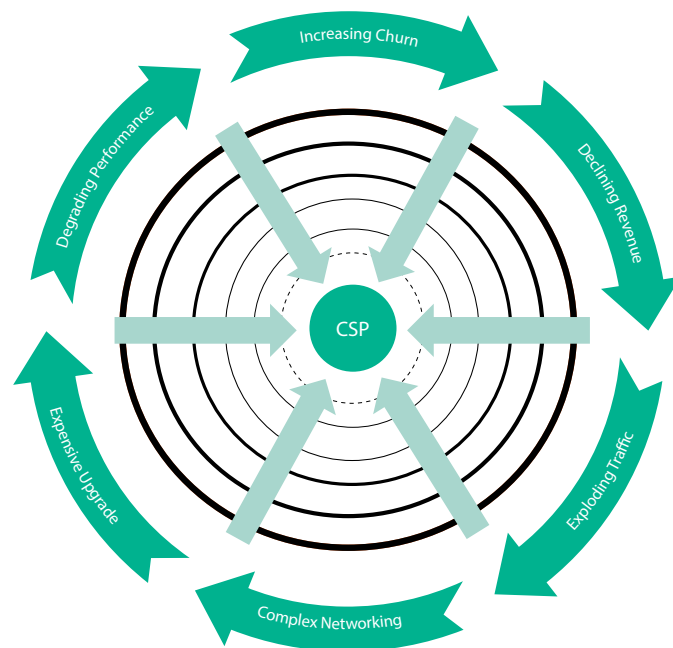 Increasing Churn
Declining Revenue
Exploding Traffic
Complex Networking
Expensive Upgrade
Degrading Performance
CSP